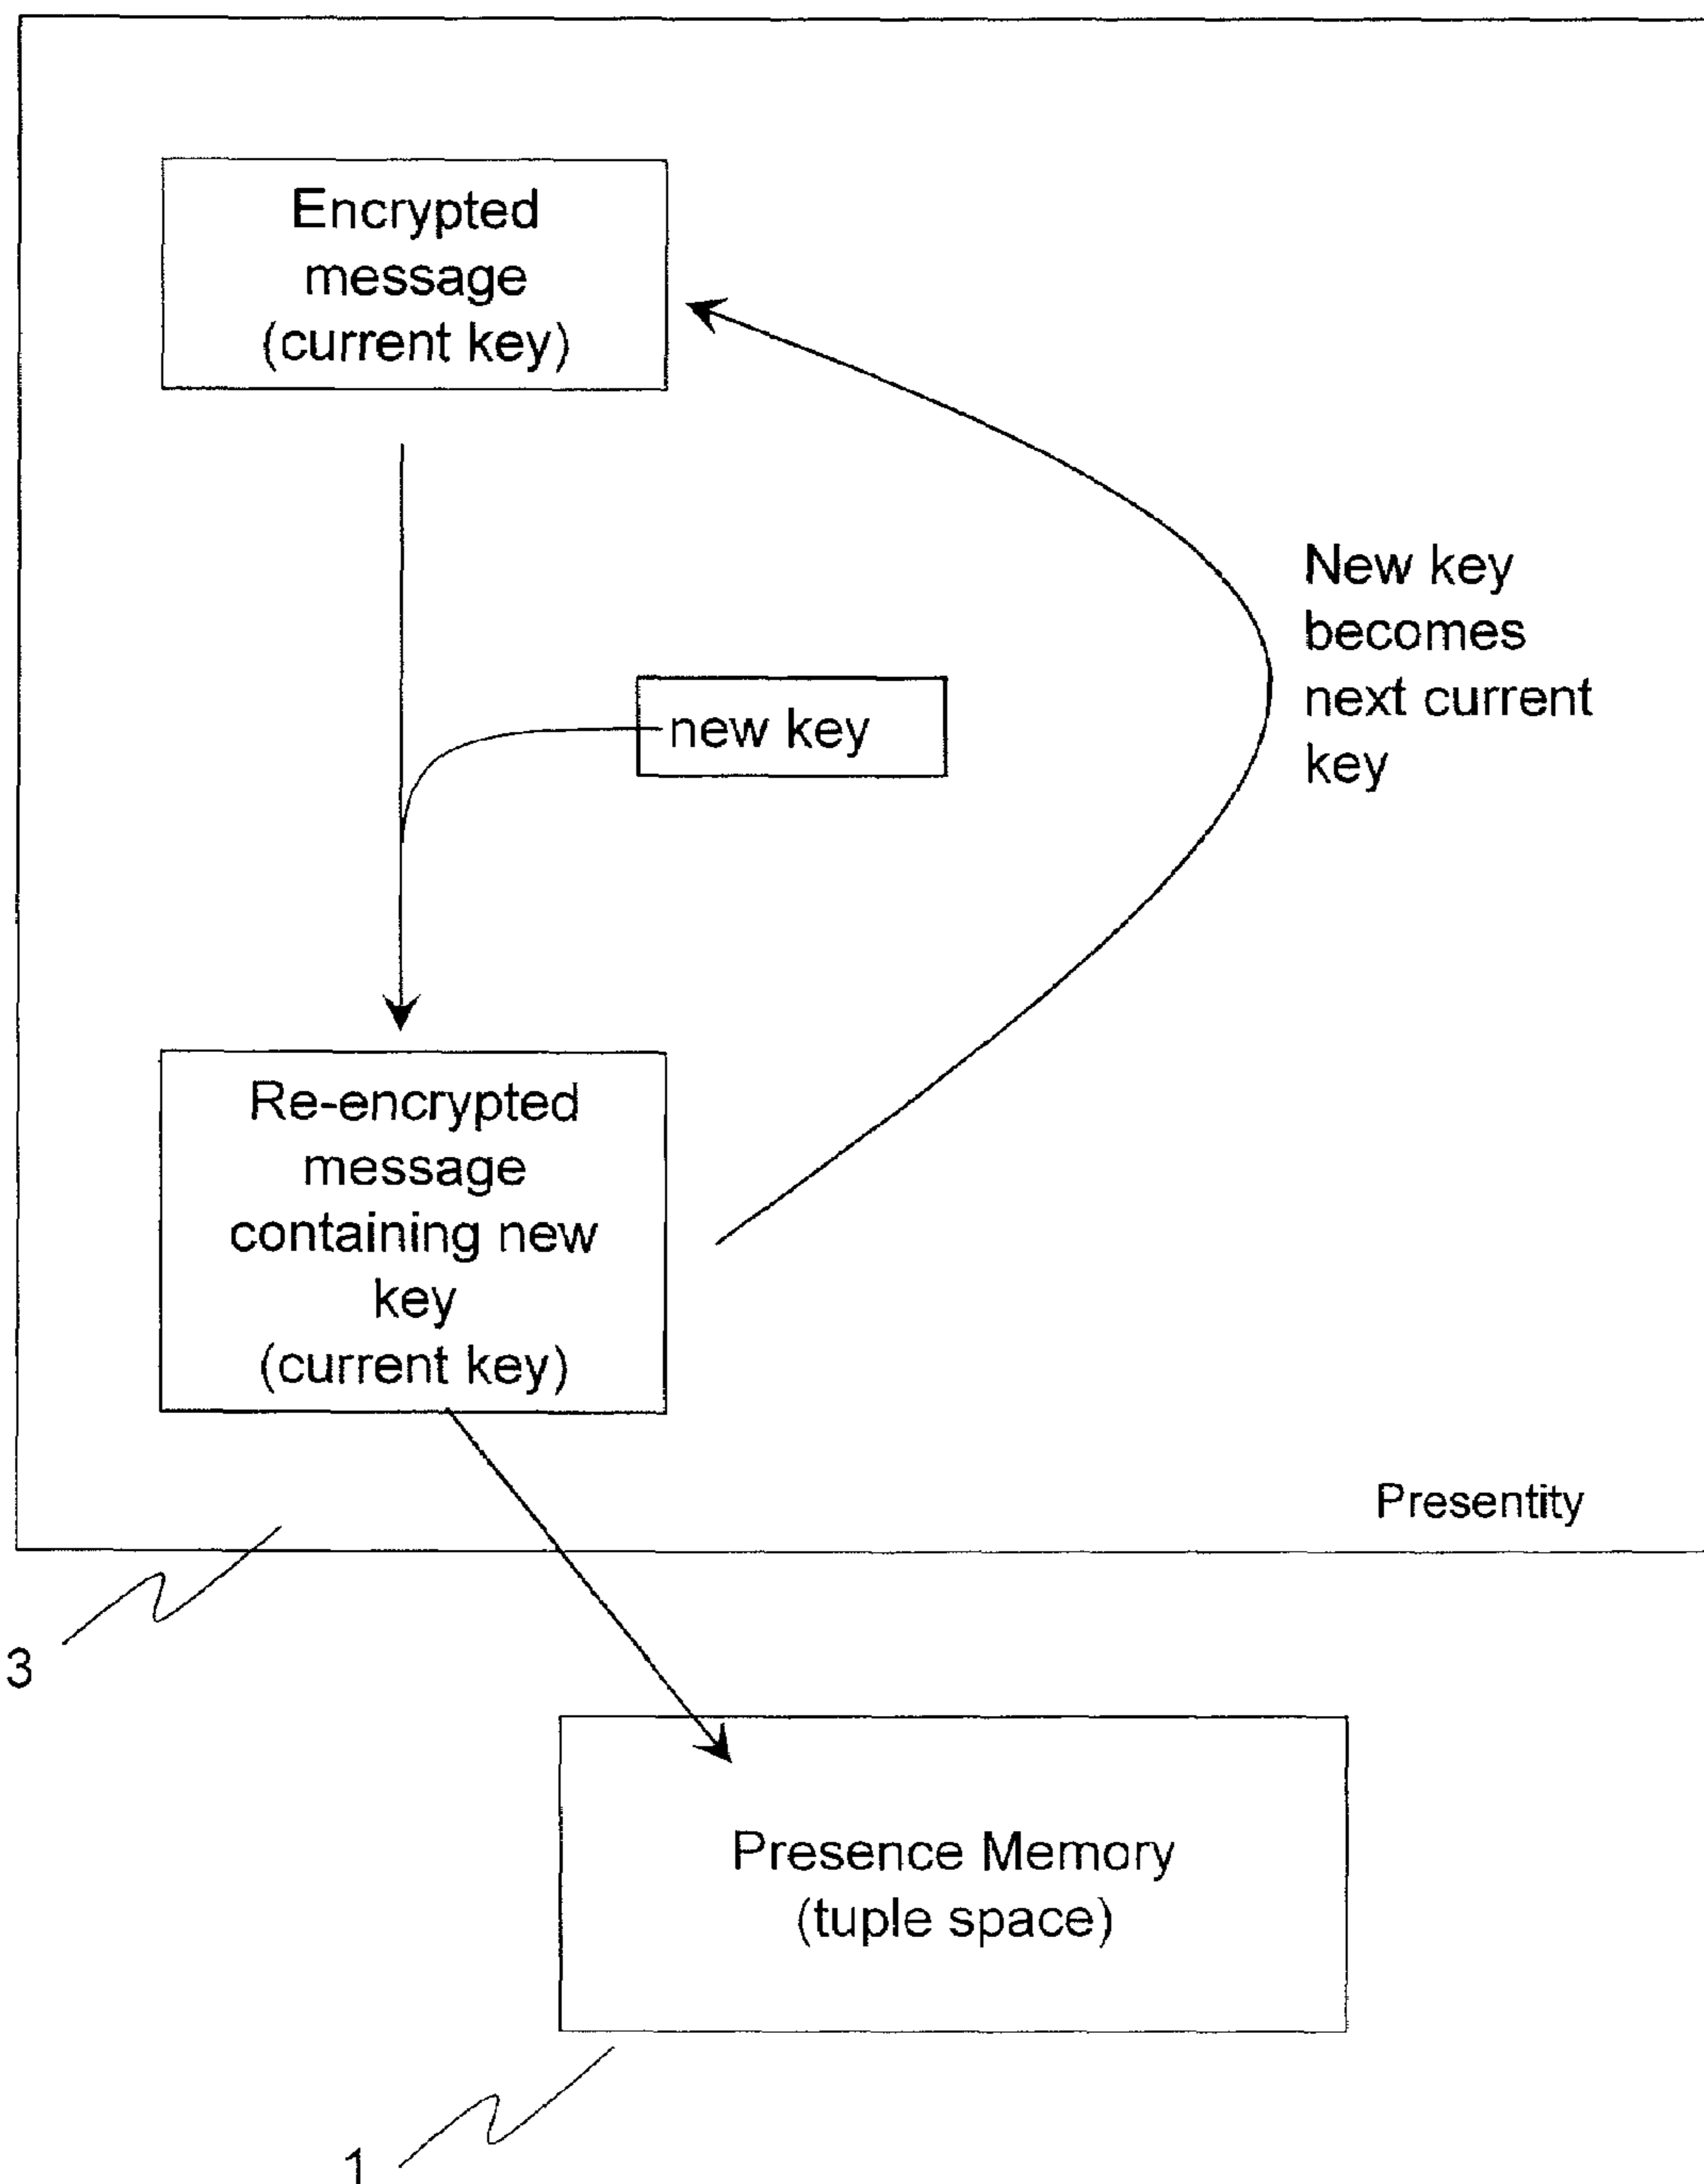 Encrypted
message
(current key)
New key
becomes
next current
key
new key
Re-encrypted
message
containing new
key
(current key)
Presentity
3
Presence Memory
(tuple space)
1